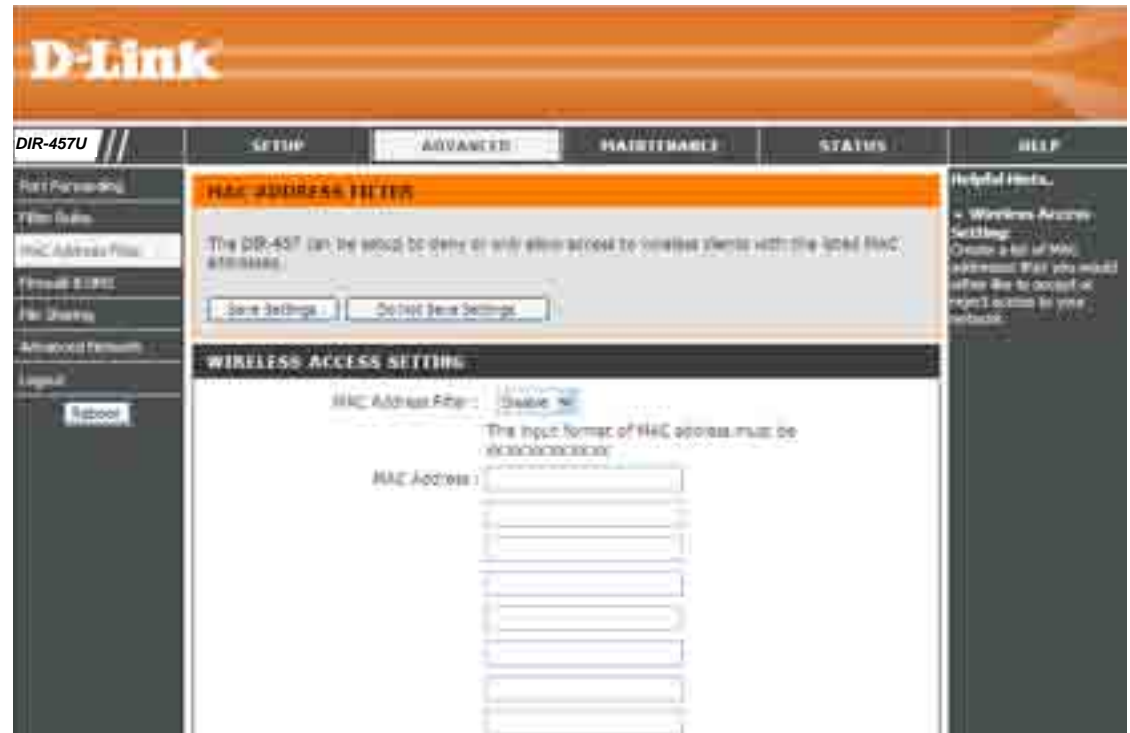 D-Link
DIR-457U
SETUP
ADVANCED
MAINTENANCE
STATUS
HELP
Port Forwarding
Filter Rules
MAC Address Filter
Firewall & DMZ
File Sharing
Advanced Network
Logout
Reboot
MAC ADDRESS FILTER
The DIR-457 can be setup to deny or only allow access to wireless clients with the listed MAC
addresses.
Save Settings
Do Not Save Settings
WIRELESS ACCESS SETTING
MAC Address Filter :
Disable
The input format of MAC address must be
MAC Address :
Helpful Hints..
• Wireless Access
Setting:
Create a list of MAC
addresses that you would
either like to accept or
reject access to your
network.